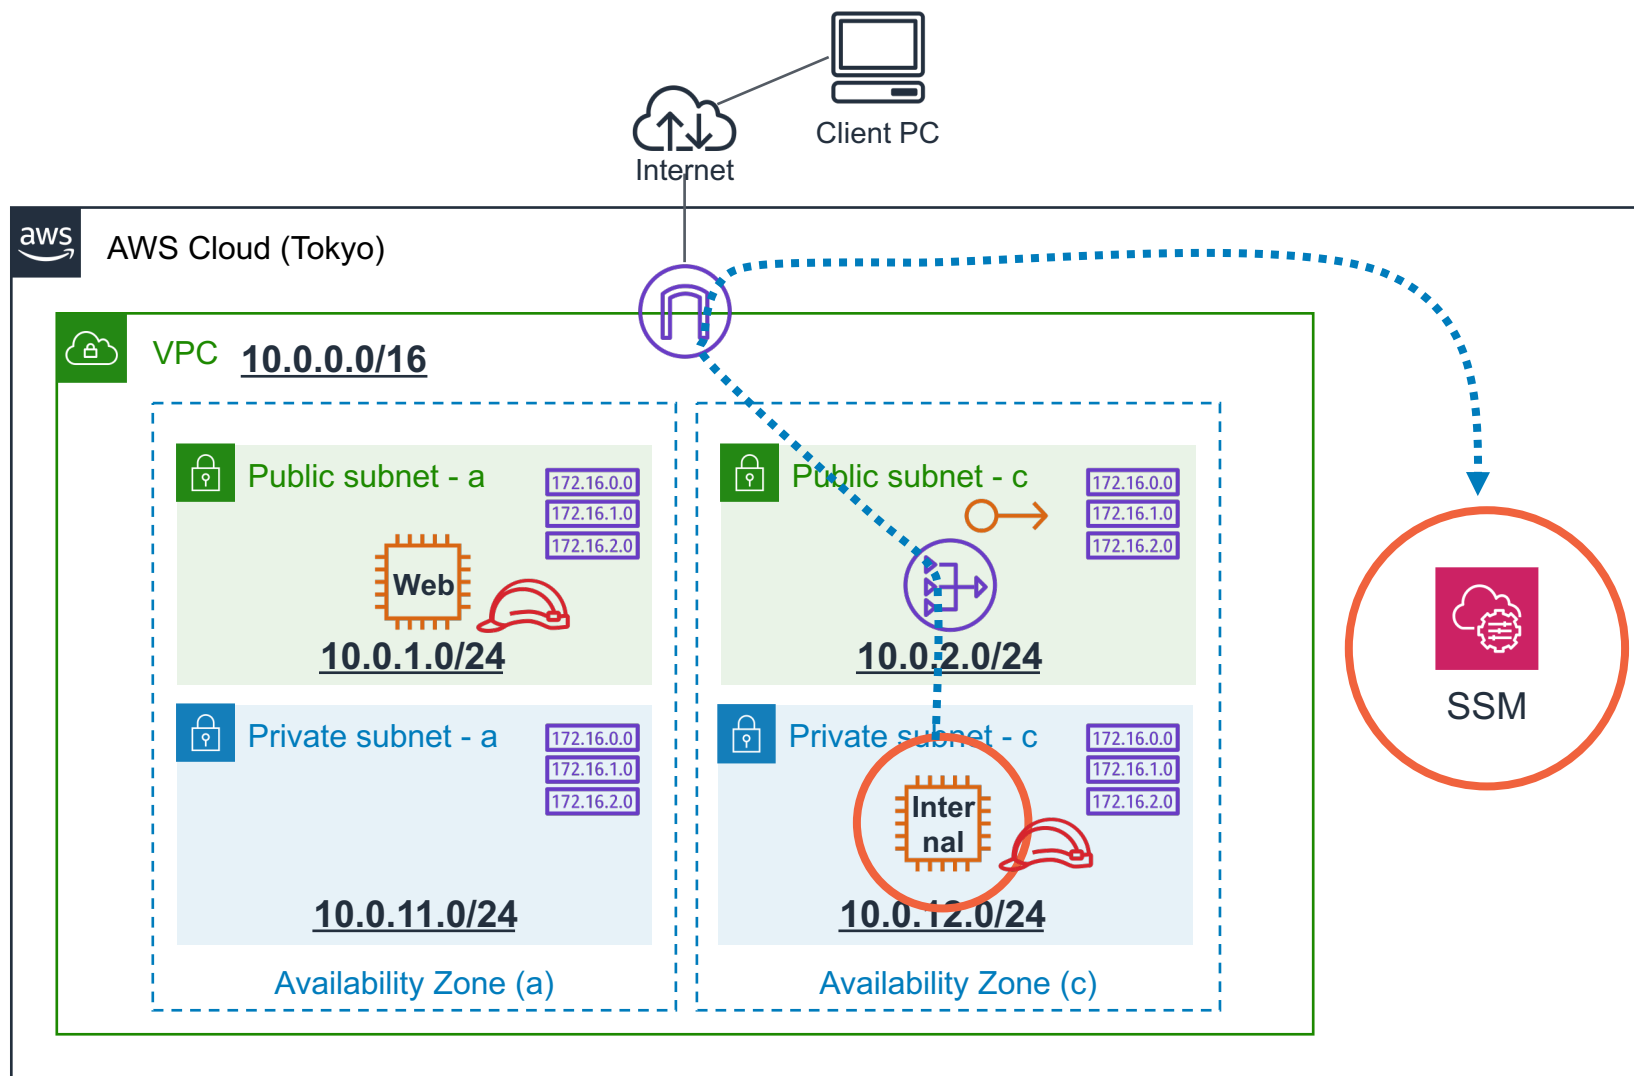 Client PC
Internet
aws
AWS Cloud (Tokyo)
VPC 10.0.0.0/16
Public subnet - a
172.16.0.0
172.16.1.0
172.16.2.0
Web
10.0.1.0/24
Public subnet - c
172.16.0.0
172.16.1.0
172.16.2.0
10.0.2.0/24
Private subnet - a
172.16.0.0
172.16.1.0
172.16.2.0
10.0.11.0/24
Private subnet - c
172.16.0.0
172.16.1.0
172.16.2.0
Inter
nal
10.0.12.0/24
Availability Zone (a)
Availability Zone (c)
SSM